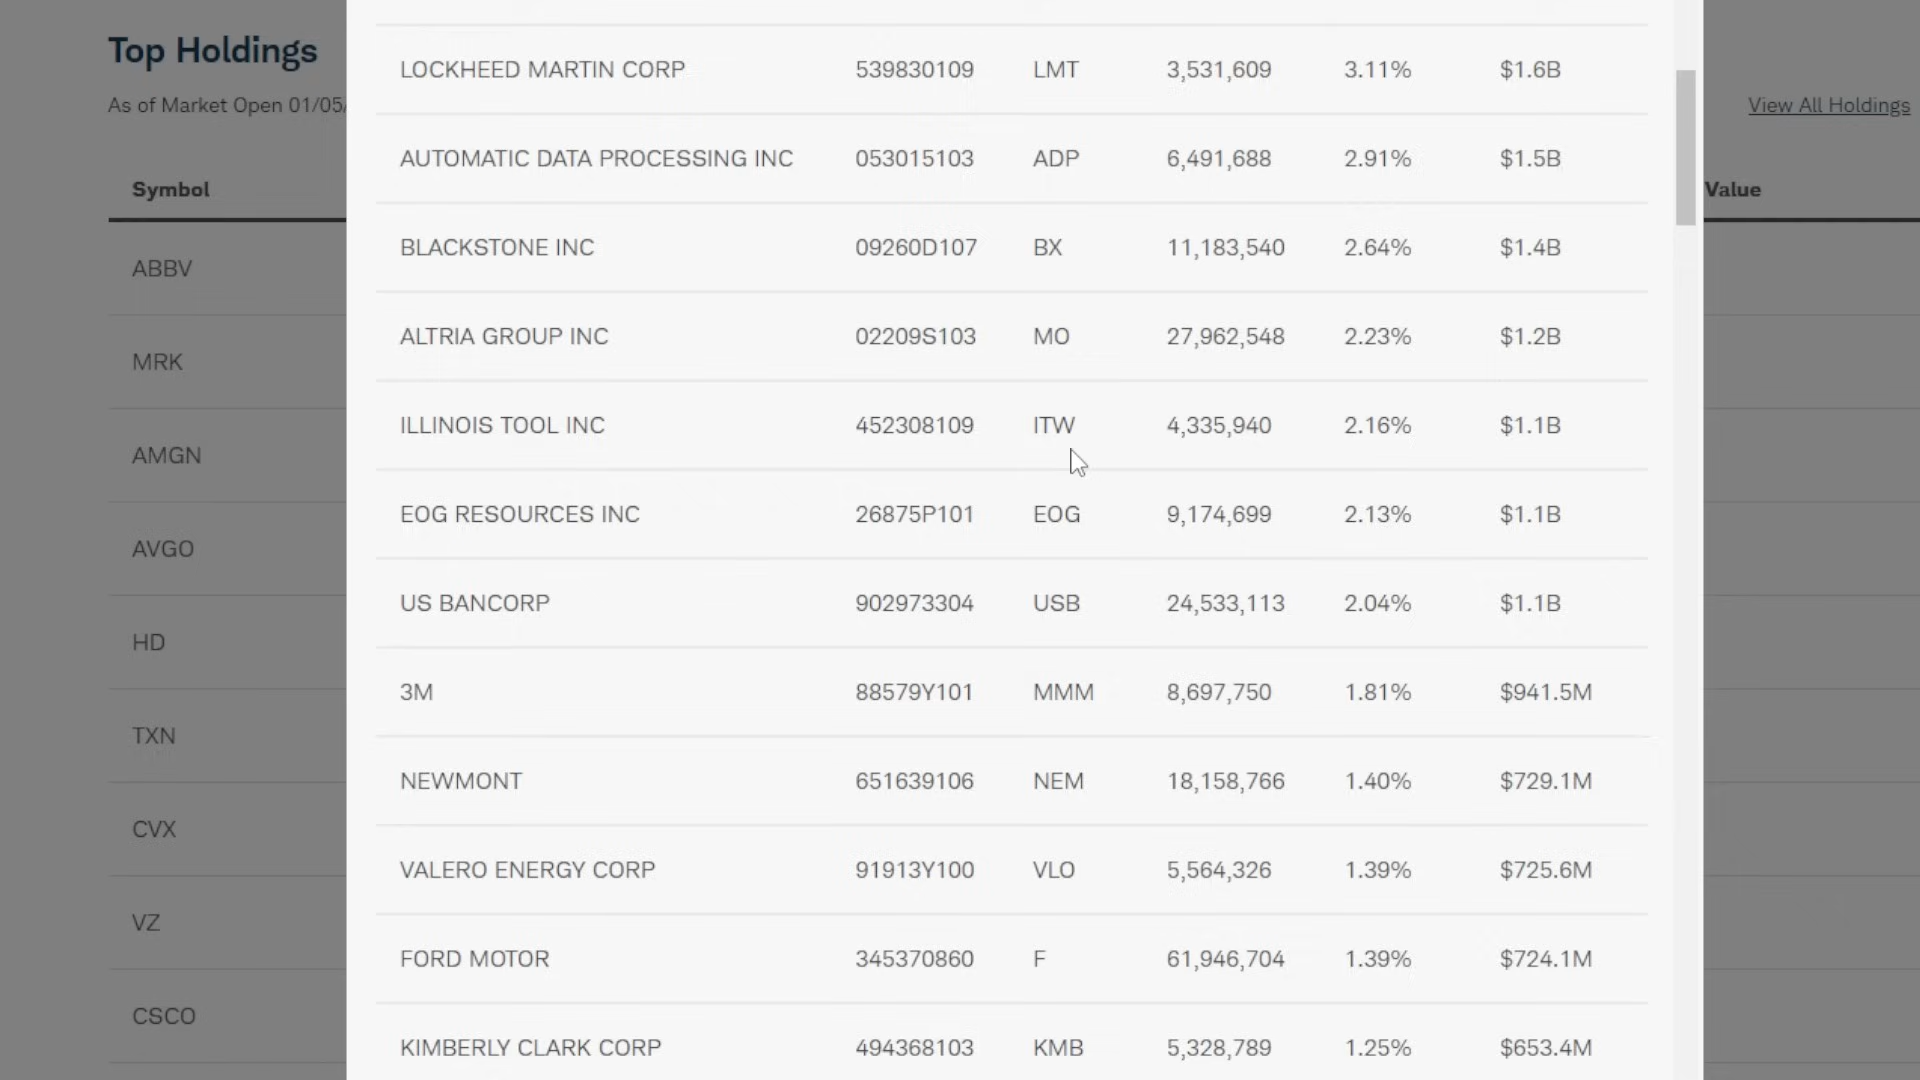 Top Holdings
As of Market Open 01/05/
View All Holdings
Symbol
Value
ABBV
MRK
AMGN
AVGO
HD
TXN
CVX
VZ
CSCO
LOCKHEED MARTIN CORP 539830109 LMT 3,531,609 3.11% $1.6B
AUTOMATIC DATA PROCESSING INC 053015103 ADP 6,491,688 2.91% $1.5B
BLACKSTONE INC 09260D107 BX 11,183,540 2.64% $1.4B
ALTRIA GROUP INC 02209S103 MO 27,962,548 2.23% $1.2B
ILLINOIS TOOL INC 452308109 ITW 4,335,940 2.16% $1.1B
EOG RESOURCES INC 26875P101 EOG 9,174,699 2.13% $1.1B
US BANCORP 902973304 USB 24,533,113 2.04% $1.1B
3M 88579Y101 MMM 8,697,750 1.81% $941.5M
NEWMONT 651639106 NEM 18,158,766 1.40% $729.1M
VALERO ENERGY CORP 91913Y100 VLO 5,564,326 1.39% $725.6M
FORD MOTOR 345370860 F 61,946,704 1.39% $724.1M
KIMBERLY CLARK CORP 494368103 KMB 5,328,789 1.25% $653.4M